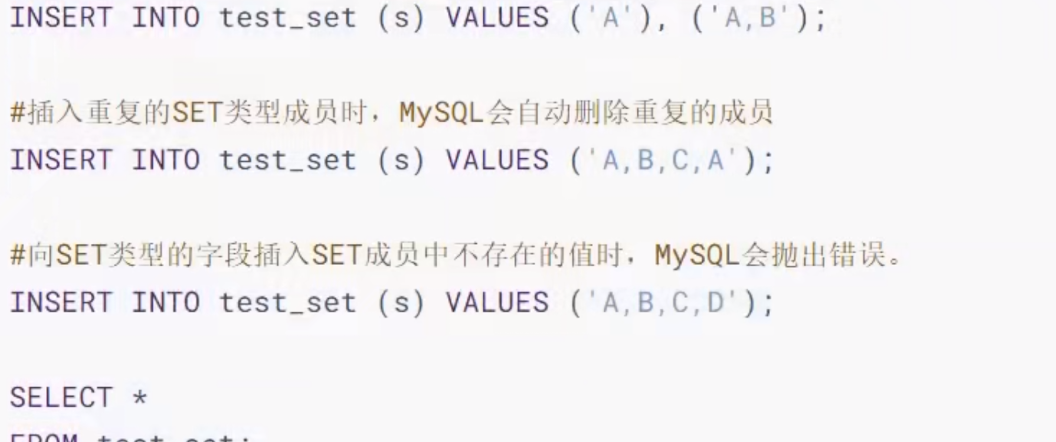 INSERT INTO test_set (s) VALUES ('A'), ('A,B');
#插入重复的SET类型成员时，MySQL会自动删除重复的成员
INSERT INTO test_set (s) VALUES ('A,B,C,A');
#向SET类型的字段插入SET成员中不存在的值时，MySQL会抛出错误。
INSERT INTO test_set (s) VALUES ('A,B,C,D');
SELECT *
FROM test_set;